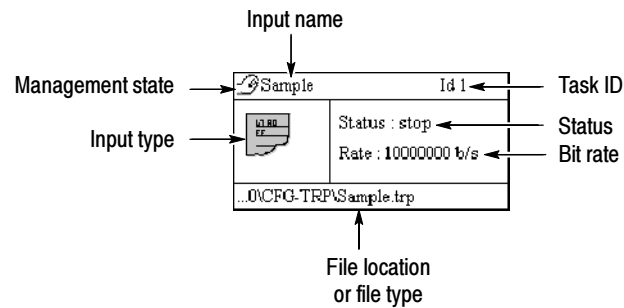 Input name
Management state
Sample Id 1
Task ID
Input type
Status : stop
Status
Rate : 10000000 b/s
Bit rate
...0\CFG-TRP\Sample.trp
File location
or file type